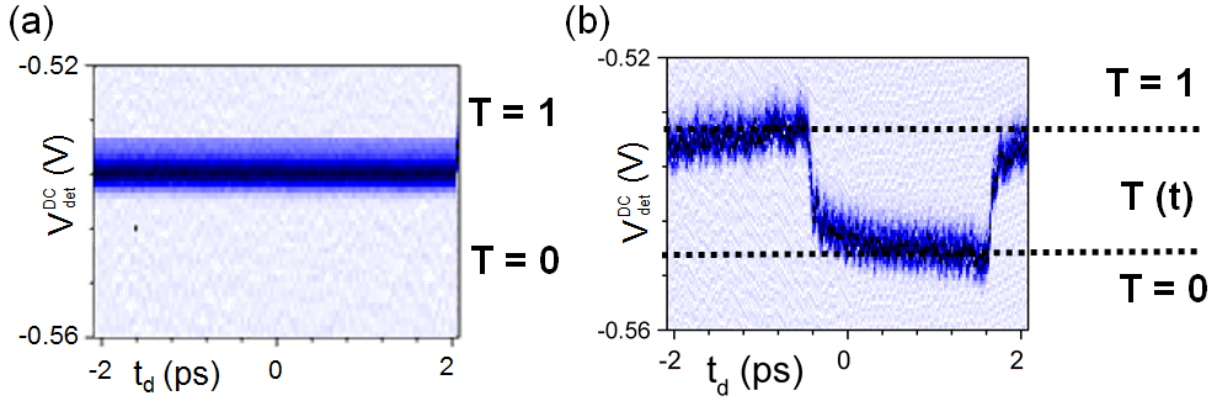 (a)
-0.52
V_det^DC (V)
-0.56
-2
0
2
t_d (ps)
T = 1
T = 0
(b)
-0.52
V_det^DC (V)
-0.56
-2
0
2
t_d (ps)
T = 1
T (t)
T = 0